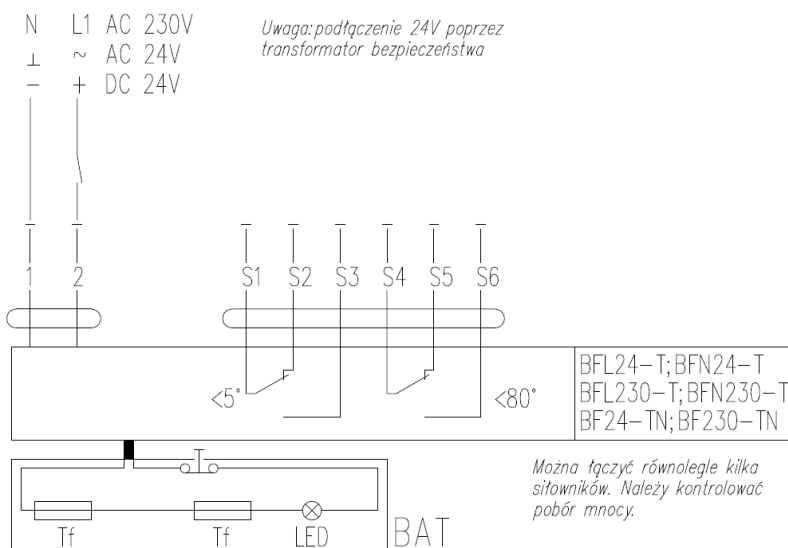 N L1 AC 230V
⊥ ~ AC 24V
− + DC 24V
Uwaga: podłączenie 24V poprzez
transformator bezpieczeństwa
1 2 S1 S2 S3 S4 S5 S6
<5° <80°
BFL24-T; BFN24-T
BFL230-T; BFN230-T
BF24-TN; BF230-TN
Można łączyć równolegle kilka
siłowników. Należy kontrolować
pobór mnocy.
Tf Tf LED BAT